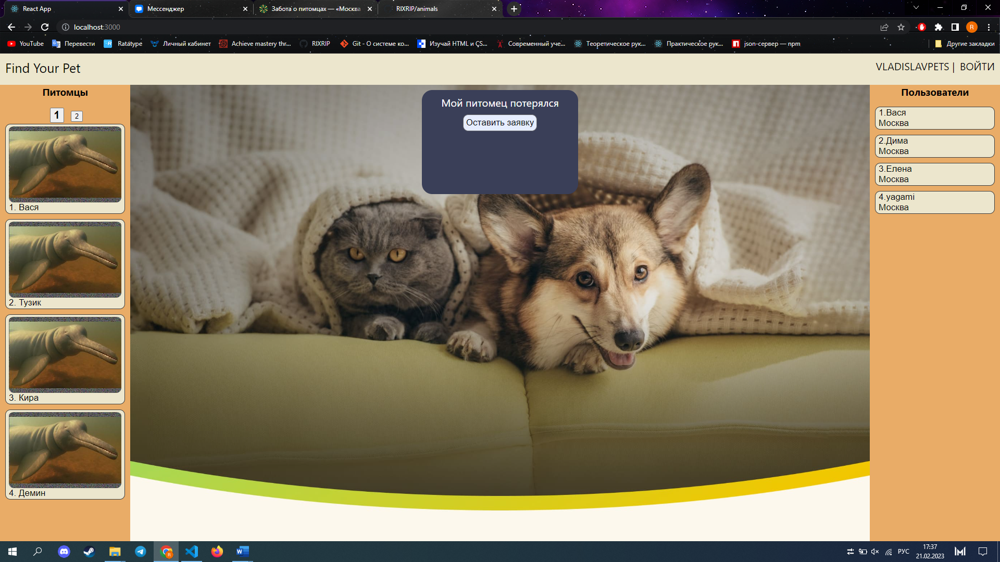 React App
Мессенджер
Забота о питомцах — «Москва
RIXRIP/animals
localhost:3000
R
YouTube
Перевести
Ratatype
Личный кабинет
Achieve mastery thr...
RIXRIP
Git - О системе ко...
Изучай HTML и CS...
Современный уче...
Теоретическое рук...
Практическое рук...
json-сервер — npm
Другие закладки
Find Your Pet
VLADISLAVPETS | ВОЙТИ
Питомцы
1 2
1. Вася
2. Тузик
3. Кира
4. Демин
Мой питомец потерялся
Оставить заявку
Пользователи
1.Вася
Москва
2.Дима
Москва
3.Елена
Москва
4.yagami
Москва
РУС
17:37
21.02.2023